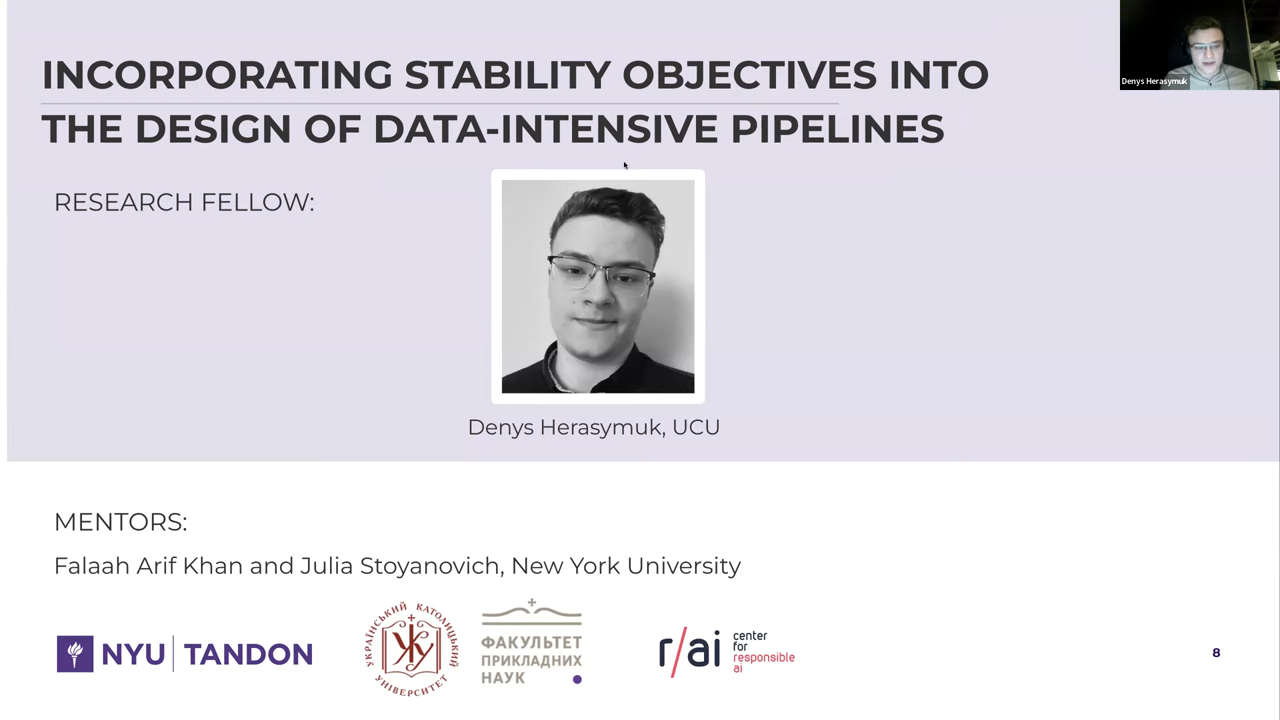 INCORPORATING STABILITY OBJECTIVES INTO
THE DESIGN OF DATA-INTENSIVE PIPELINES
Denys Herasymuk
RESEARCH FELLOW:
Denys Herasymuk, UCU
MENTORS:
Falaah Arif Khan and Julia Stoyanovich, New York University
NYU TANDON
УКРАЇНСЬКИЙ КАТОЛИЦЬКИЙ
УНІВЕРСИТЕТ
ФАКУЛЬТЕТ
ПРИКЛАДНИХ
НАУК
r/ai
center
for
responsible
ai
8